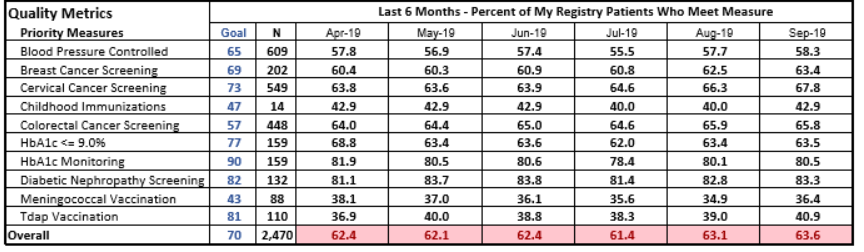 Quality Metrics Last 6 Months - Percent of My Registry Patients Who Meet Measure
Priority Measures Goal N Apr-19 May-19 Jun-19 Jul-19 Aug-19 Sep-19
Blood Pressure Controlled 65 609 57.8 56.9 57.4 55.5 57.7 58.3
Breast Cancer Screening 69 202 60.4 60.3 60.9 60.8 62.5 63.4
Cervical Cancer Screening 73 549 63.8 63.6 63.9 64.6 66.3 67.8
Childhood Immunizations 47 14 42.9 42.9 42.9 40.0 40.0 42.9
Colorectal Cancer Screening 57 448 64.0 64.4 65.0 64.6 65.9 65.8
HbA1c <= 9.0% 77 159 68.8 63.4 63.6 62.0 63.4 63.5
HbA1c Monitoring 90 159 81.9 80.5 80.6 78.4 80.1 80.5
Diabetic Nephropathy Screening 82 132 81.1 83.7 83.8 81.4 82.8 83.3
Meningococcal Vaccination 43 88 38.1 37.0 36.1 35.6 34.9 36.4
Tdap Vaccination 81 110 36.9 40.0 38.8 38.3 39.0 40.9
Overall 70 2,470 62.4 62.1 62.4 61.4 63.1 63.6